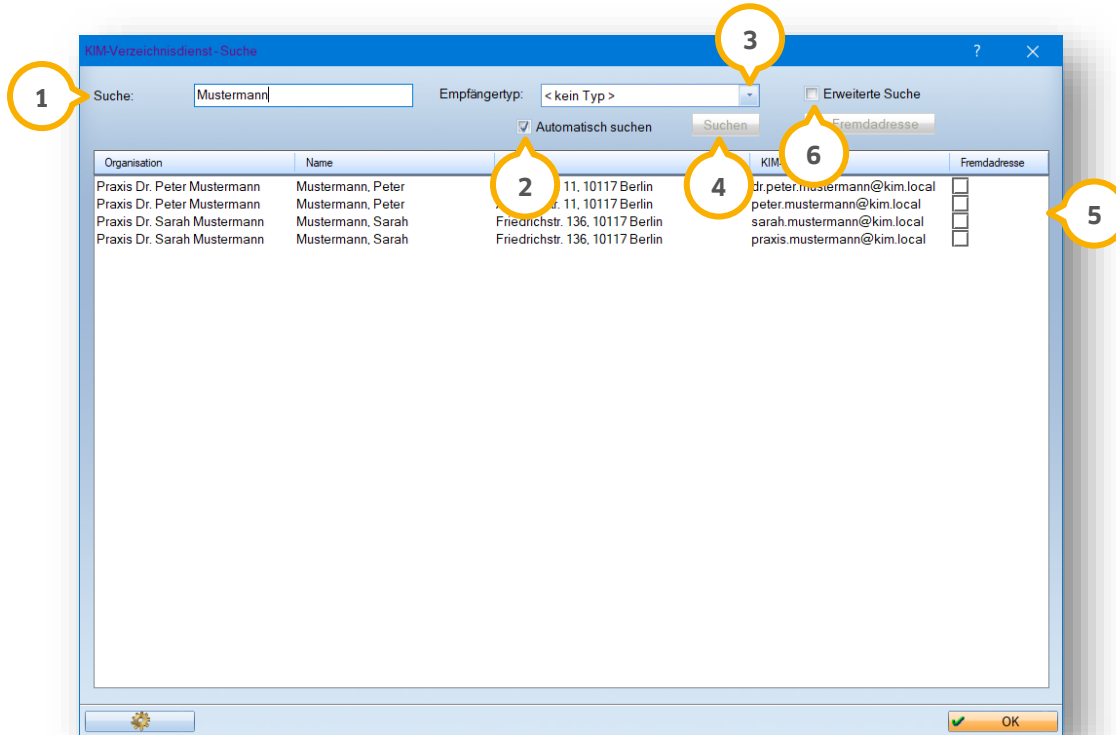 3
KIM-Verzeichnisdienst - Suche ?
1 Suche: Mustermann Empfängertyp: < kein Typ > Erweiterte Suche
Automatisch suchen Suchen Fremdadresse
2 4 6
Organisation Name KIM- Fremdadresse
Praxis Dr. Peter Mustermann Mustermann, Peter 11, 10117 Berlin dr.peter.mustermann@kim.local
Praxis Dr. Peter Mustermann Mustermann, Peter 11, 10117 Berlin peter.mustermann@kim.local
Praxis Dr. Sarah Mustermann Mustermann, Sarah Friedrichstr. 136, 10117 Berlin sarah.mustermann@kim.local
Praxis Dr. Sarah Mustermann Mustermann, Sarah Friedrichstr. 136, 10117 Berlin praxis.mustermann@kim.local
5
OK